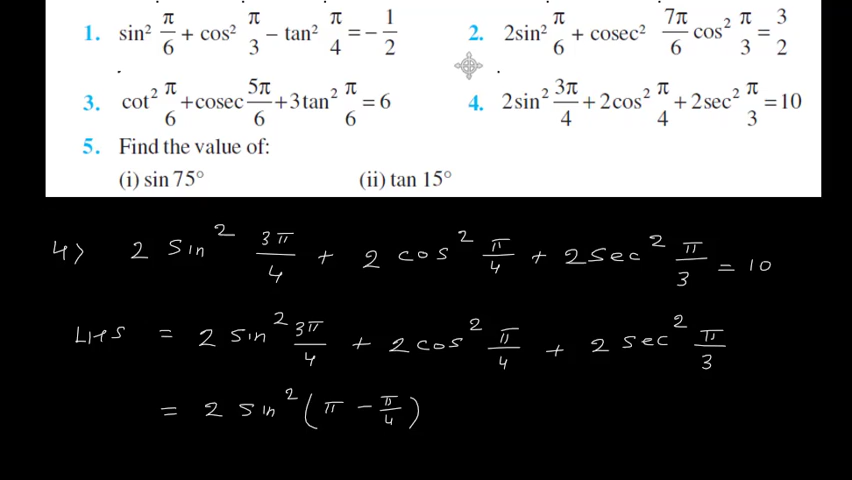 1. sin² π/6 + cos² π/3 – tan² π/4 = – 1/2
2. 2sin² π/6 + cosec² 7π/6 cos² π/3 = 3/2
3. cot² π/6 + cosec 5π/6 + 3tan² π/6 = 6
4. 2sin² 3π/4 + 2cos² π/4 + 2sec² π/3 = 10
5. Find the value of:
(i) sin 75° (ii) tan 15°
4) 2 Sin² 3π/4 + 2 cos² π/4 + 2 sec² π/3 = 10
LHS = 2 sin² 3π/4 + 2 cos² π/4 + 2 sec² π/3
= 2 sin² (π – π/4)